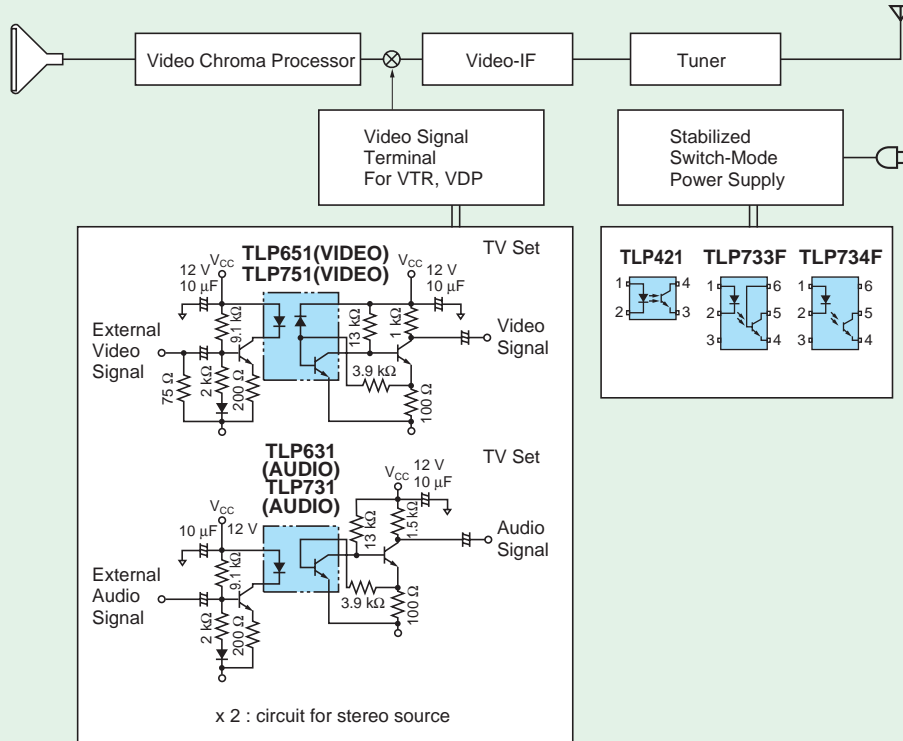 Video Chroma Processor
Video-IF
Tuner
Video Signal
Terminal
For VTR, VDP
Stabilized
Switch-Mode
Power Supply
TLP651(VIDEO)
TLP751(VIDEO)
TV Set
VCC
12 V
10 μF
VCC
12 V
10 μF
External
Video
Signal
9.1 kΩ
13 kΩ
1 kΩ
Video
Signal
75 Ω
2 kΩ
200 Ω
3.9 kΩ
100 Ω
TLP631
(AUDIO)
TLP731
(AUDIO)
TV Set
VCC
12 V
10 μF
VCC
12 V
10 μF
External
Audio
Signal
9.1 kΩ
13 kΩ
1.5kΩ
Audio
Signal
2 kΩ
200 Ω
3.9 kΩ
100 Ω
x 2 : circuit for stereo source
TLP421
1
4
2
3
TLP733F
1
6
2
5
3
4
TLP734F
1
6
2
5
3
4